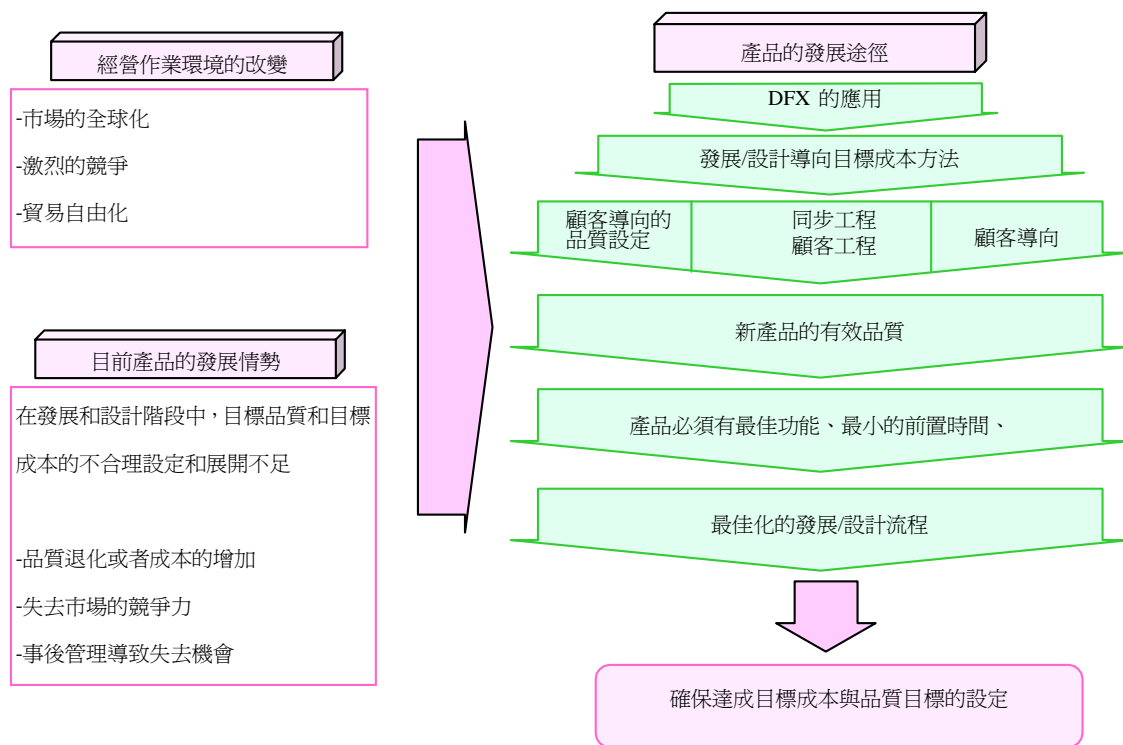 經營作業環境的改變
-市場的全球化
-激烈的競爭
-貿易自由化
目前產品的發展情勢
在發展和設計階段中，目標品質和目標
成本的不合理設定和展開不足
-品質退化或者成本的增加
-失去市場的競爭力
-事後管理導致失去機會
產品的發展途徑
DFX 的應用
發展/設計導向目標成本方法
顧客導向的
品質設定
同步工程
顧客工程
顧客導向
新產品的有效品質
產品必須有最佳功能、最小的前置時間、
最佳化的發展/設計流程
確保達成目標成本與品質目標的設定